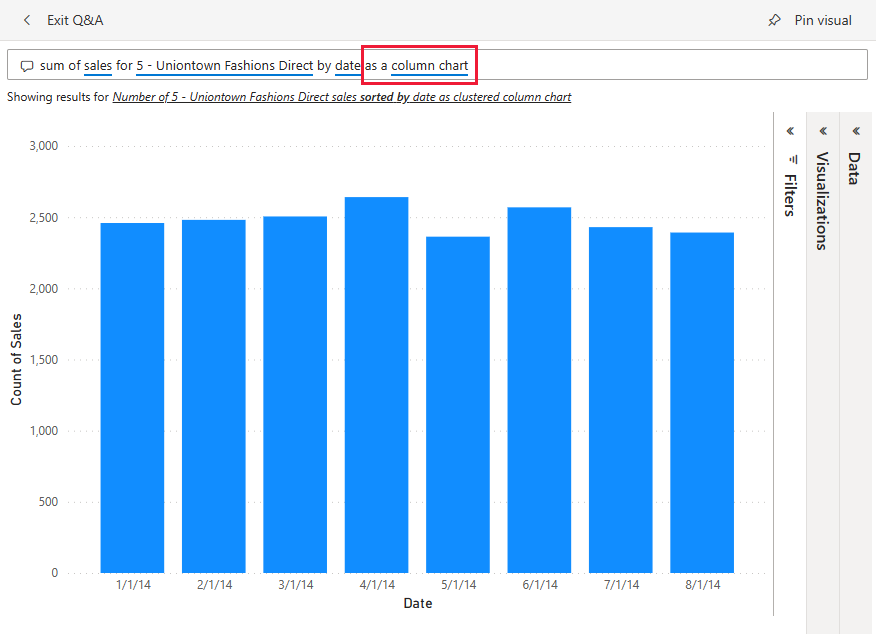 Exit Q&A
Pin visual
sum of sales for 5 - Uniontown Fashions Direct by date as a column chart
Showing results for Number of 5 - Uniontown Fashions Direct sales sorted by date as clustered column chart
Filters
Visualizations
Data
3,000
2,500
2,000
1,500
1,000
500
0
Count of Sales
1/1/14 2/1/14 3/1/14 4/1/14 5/1/14 6/1/14 7/1/14 8/1/14
Date